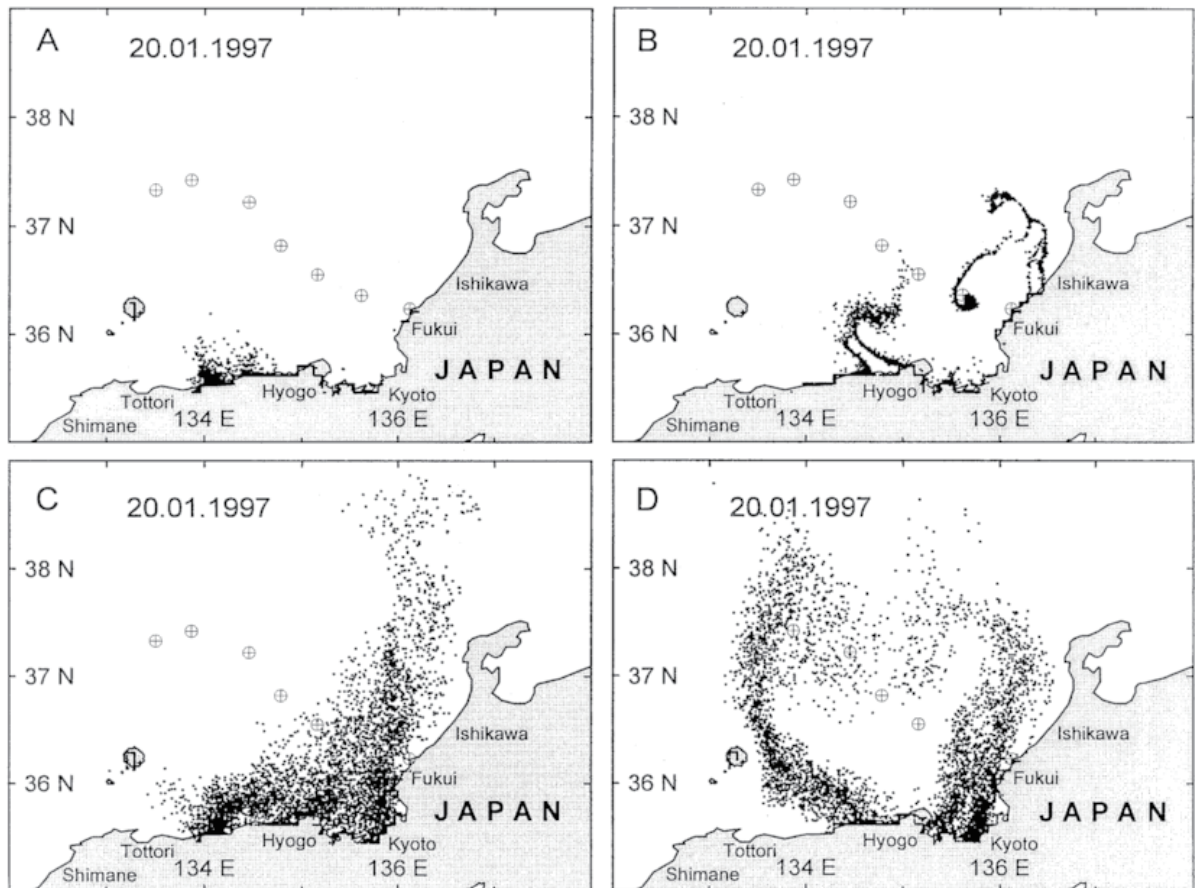 A
20.01.1997
38 N
37 N
36 N
Ishikawa
Fukui
JAPAN
Hyogo
Kyoto
Tottori
134 E
136 E
Shimane
B
20.01.1997
38 N
37 N
36 N
Ishikawa
Fukui
JAPAN
Hyogo
Kyoto
Tottori
134 E
136 E
Shimane
C
20.01.1997
38 N
37 N
36 N
Ishikawa
Fukui
JAPAN
Hyogo
Kyoto
Tottori
134 E
136 E
Shimane
D
20.01.1997
38 N
37 N
36 N
Ishikawa
Fukui
JAPAN
Hyogo
Kyoto
Tottori
134 E
136 E
Shimane